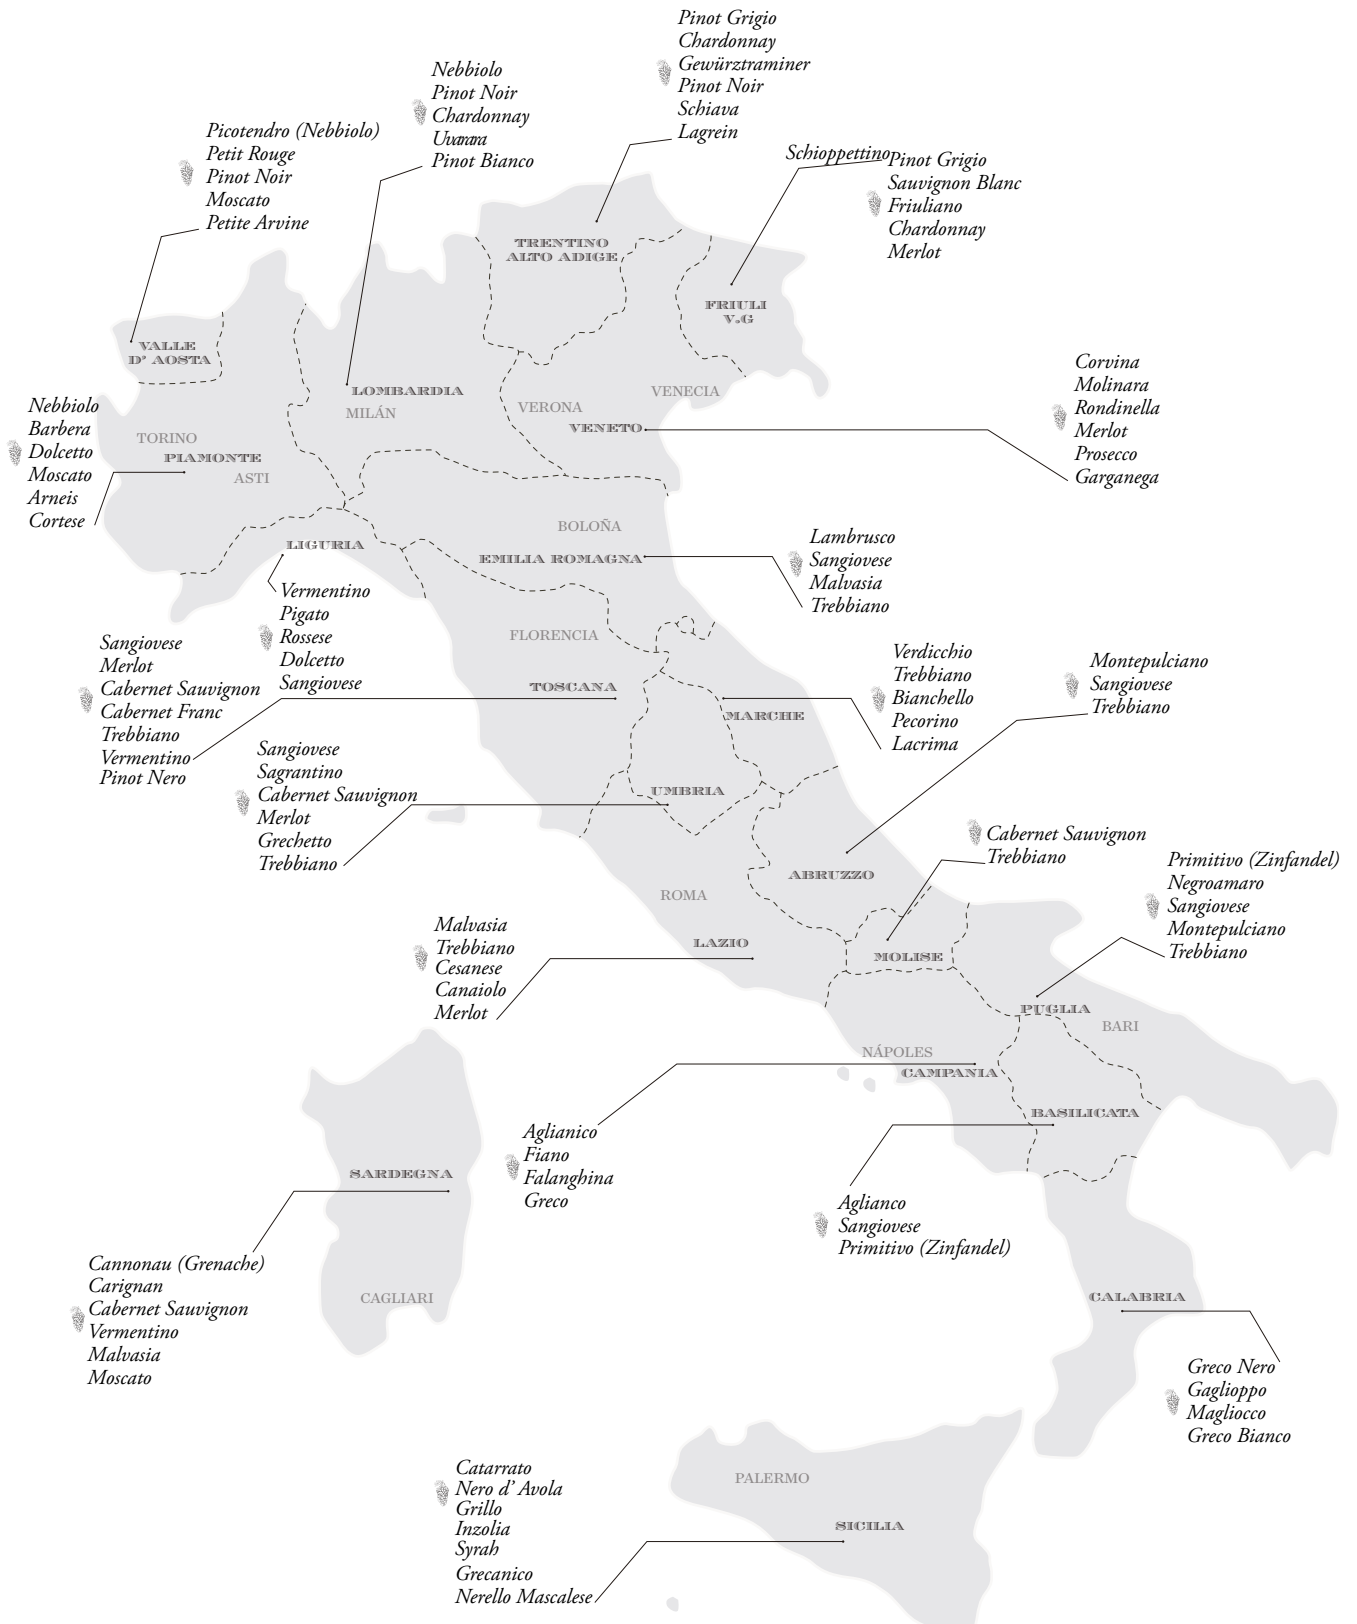 Pinot Grigio
Chardonnay
Gewürztraminer
Pinot Noir
Schiava
Lagrein
Nebbiolo
Pinot Noir
Chardonnay
Uvarara
Pinot Bianco
Picotendro (Nebbiolo)
Petit Rouge
Pinot Noir
Moscato
Petite Arvine
Schioppettino
Pinot Grigio
Sauvignon Blanc
Friuliano
Chardonnay
Merlot
TRENTINO
ALTO ADIGE
FRIULI
V.G
VALLE
D' AOSTA
LOMBARDIA
MILÁN
VERONA
VENECIA
VENETO
Corvina
Molinara
Rondinella
Merlot
Prosecco
Garganega
Nebbiolo
Barbera
Dolcetto
Moscato
Arneis
Cortese
TORINO
PIAMONTE
ASTI
LIGURIA
BOLOÑA
EMILIA ROMAGNA
Lambrusco
Sangiovese
Malvasia
Trebbiano
Vermentino
Pigato
Rossese
Dolcetto
Sangiovese
FLORENCIA
TOSCANA
Sangiovese
Merlot
Cabernet Sauvignon
Cabernet Franc
Trebbiano
Vermentino
Pinot Nero
Verdicchio
Trebbiano
Bianchello
Pecorino
Lacrima
MARCHE
Montepulciano
Sangiovese
Trebbiano
Sangiovese
Sagrantino
Cabernet Sauvignon
Merlot
Grechetto
Trebbiano
UMBRIA
ABRUZZO
Cabernet Sauvignon
Trebbiano
Primitivo (Zinfandel)
Negroamaro
Sangiovese
Montepulciano
Trebbiano
ROMA
LAZIO
MOLISE
Malvasia
Trebbiano
Cesanese
Canaiolo
Merlot
PUGLIA
BARI
NÁPOLES
CAMPANIA
BASILICATA
Aglianico
Fiano
Falanghina
Greco
SARDEGNA
Aglianco
Sangiovese
Primitivo (Zinfandel)
Cannonau (Grenache)
Carignan
Cabernet Sauvignon
Vermentino
Malvasia
Moscato
CAGLIARI
CALABRIA
Greco Nero
Gaglioppo
Magliocco
Greco Bianco
Catarrato
Nero d' Avola
Grillo
Inzolia
Syrah
Grecanico
Nerello Mascalese
PALERMO
SICILIA